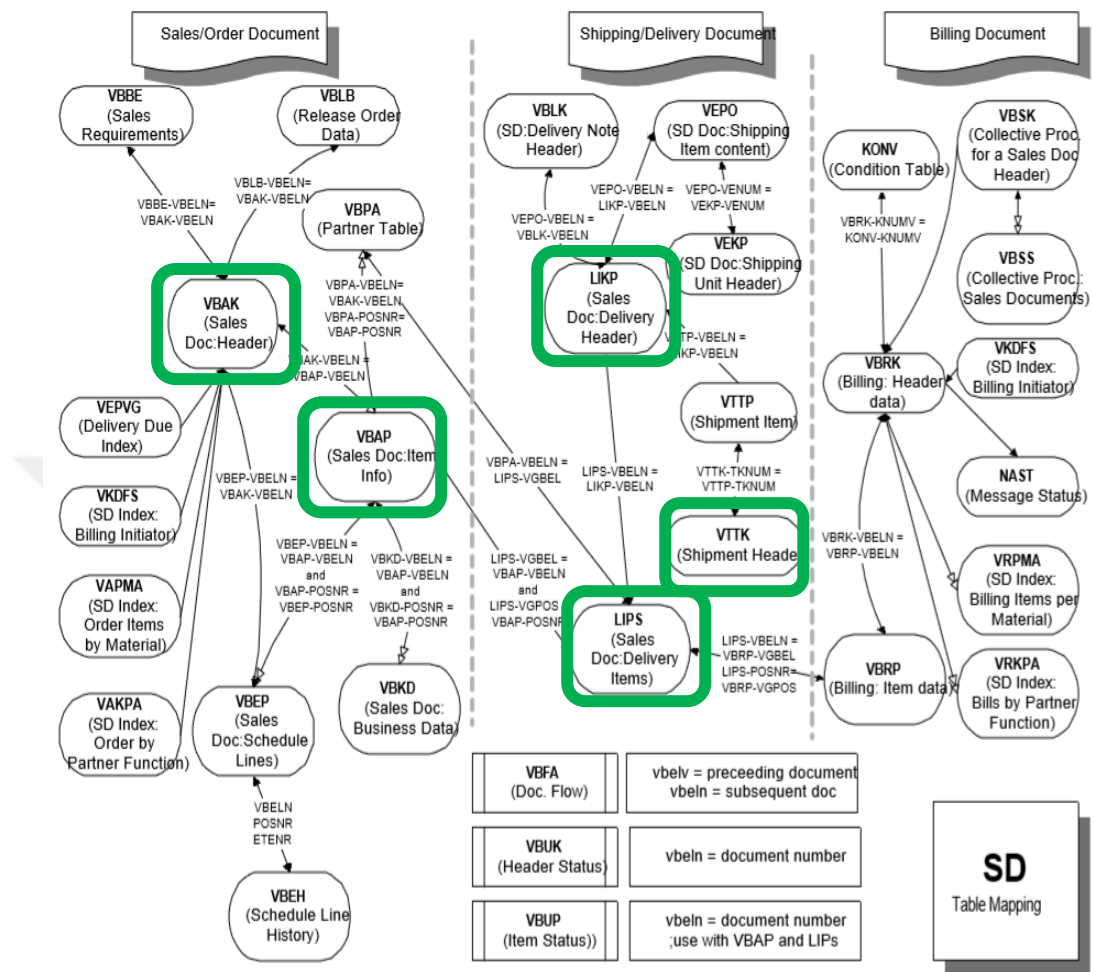 Sales/Order Document
Shipping/Delivery Document
Billing Document
VBBE
(Sales
Requirements)
VBLB
(Release Order
Data)
VBLB-VBELN=
VBAK-VBELN
VBBE-VBELN=
VBAK-VBELN
VBPA
(Partner Table)
VBAK
(Sales
Doc:Header)
VBPA-VBELN=
VBAK-VBELN
VBPA-POSNR=
VBAP-POSNR
VBAP-VBELN
VEPVG
(Delivery Due
Index)
VBAP
(Sales Doc:Item
Info)
VBEP-VBELN =
VBAK-VBELN
VKDFS
(SD Index:
Billing Initiator)
VBEP-VBELN =
VBAP-VBELN
and
VBAP-POSNR =
VBEP-POSNR
VBKD-VBELN=
VBAP-VBELN
and
VBKD-POSNR =
VBAP-POSNR
VAPMA
(SD Index:
Order Items
by Material)
VAKPA
(SD Index:
Order by
Partner Function)
VBEP
(Sales
Doc:Schedule
Lines)
VBKD
(Sales Doc:
Business Data)
VBELN
POSNR
ETENR
VBEH
(Schedule Line
History)
VBLK
(SD:Delivery Note
Header)
VEPO
(SD Doc:Shipping
Item content)
VEPO-VBELN =
LIKP-VBELN
VEPO-VENUM =
VEKP-VENUM
VEPO-VBELN =
VBLK-VBELN
LIKP
(Sales
Doc:Delivery
Header)
VEKP
(SD Doc:Shipping
Unit Header)
VTTP
(Shipment Item)
VBPA-VBELN =
LIPS-VGBEL
LIPS-VBELN =
LIKP-VBELN
VTTK-TKNUM =
VTTP-TKNUM
VTTK
(Shipment Heade
LIPS-VGBEL =
VBAP-VBELN
and
LIPS-VGPOS
VBAP-POSNR
LIPS
(Sales
Doc:Delivery
Items)
LIPS-VBELN =
VBRP-VGBEL
LIPS-POSNR=
VBRP-VGPOS
KONV
(Condition Table)
VBSK
(Collective Proc.
for a Sales Doc
Header)
VBRK-KNUMV =
KONV-KNUMV
VBSS
(Collective Proc.:
Sales Documents)
VBRK
(Billing: Header
data)
VKDFS
(SD Index:
Billing Initiator)
NAST
(Message Status)
VBRK-VBELN =
VBRP-VBELN
VRPMA
(SD Index:
Billing Items per
Material)
VBRP
(Billing: Item data)
VRKPA
(SD Index:
Bills by Partner
Function)
VBFA
(Doc. Flow)
vbelv = preceeding document
vbeln = subsequent doc
VBUK
(Header Status)
vbeln = document number
VBUP
(Item Status))
vbeln = document number
;use with VBAP and LIPs
SD
Table Mapping